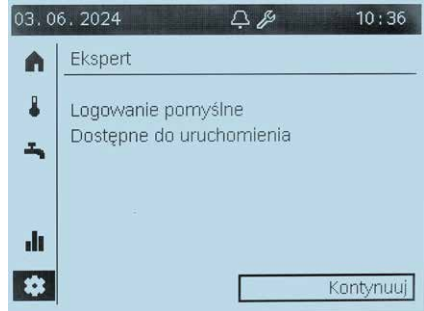 03. 06. 2024 10:36
Ekspert
Logowanie pomyślne
Dostępne do uruchomienia
Kontynuuj